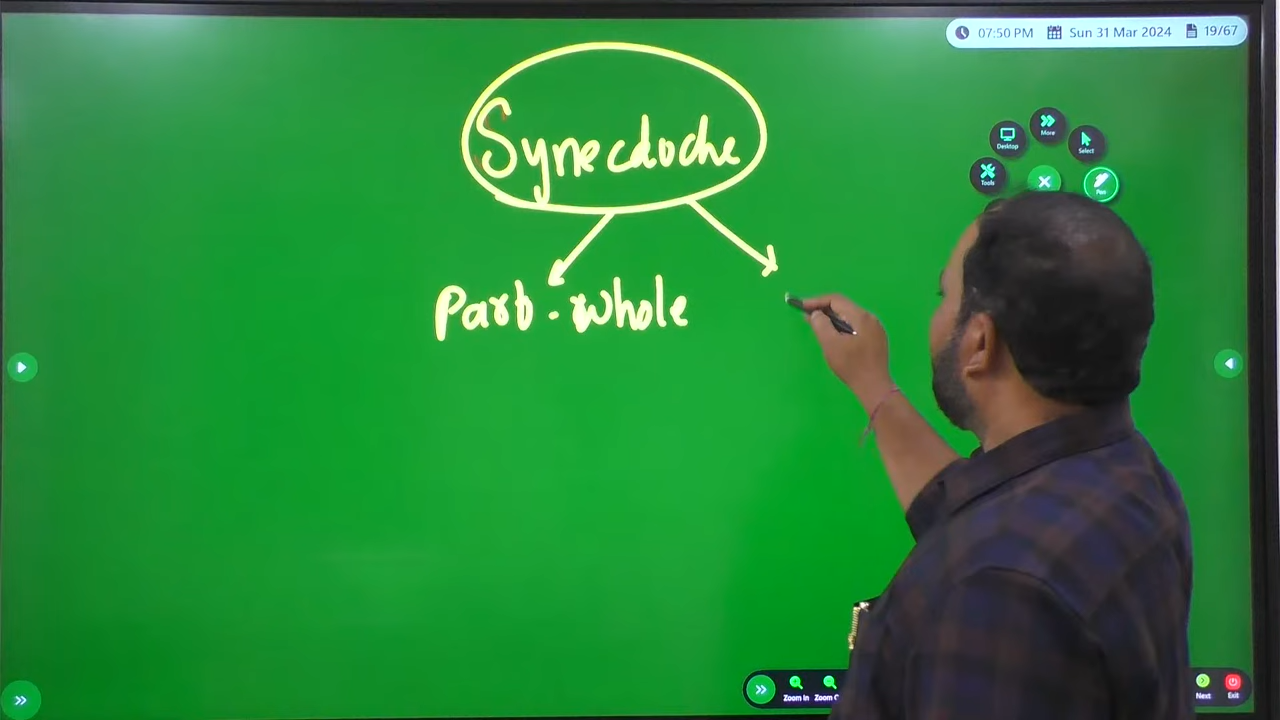 07:50 PM Sun 31 Mar 2024 19/67
More
Desktop
Select
Tools
Pen
Synecdoche
Part - whole
Zoom In Zoom
Next Exit